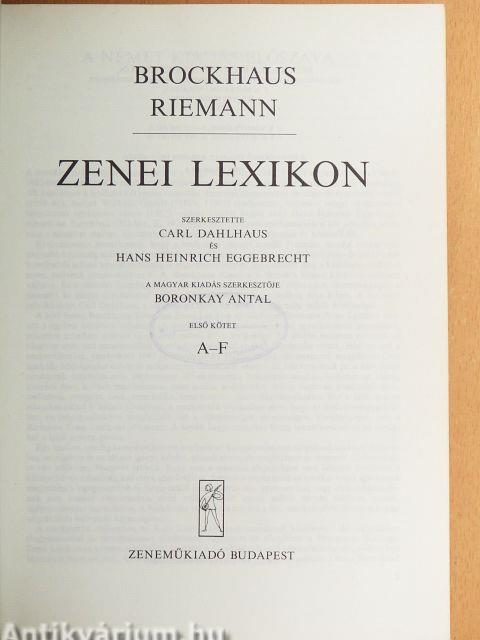 BROCKHAUS
RIEMANN
ZENEI LEXIKON
SZERKESZTETTE
CARL DAHLHAUS
ÉS
HANS HEINRICH EGGEBRECHT
A MAGYAR KIADÁS SZERKESZTŐJE
BORONKAY ANTAL
ELSŐ KÖTET
A–F
ZENEMŰKIADÓ BUDAPEST
Antikvárium.hu